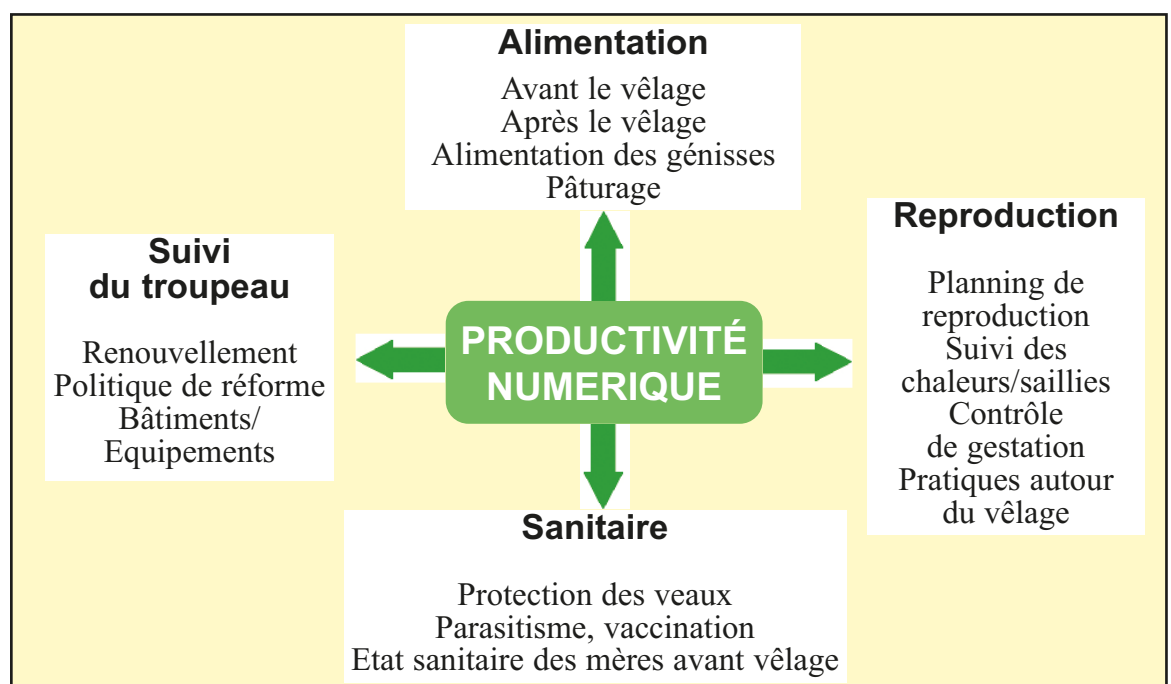 Alimentation
Avant le vêlage
Après le vêlage
Alimentation des génisses
Pâturage
Suivi
du troupeau
Renouvellement
Politique de réforme
Bâtiments/
Equipements
PRODUCTIVITÉ
NUMERIQUE
Reproduction
Planning de
reproduction
Suivi des
chaleurs/saillies
Contrôle
de gestation
Pratiques autour
du vêlage
Sanitaire
Protection des veaux
Parasitisme, vaccination
Etat sanitaire des mères avant vêlage